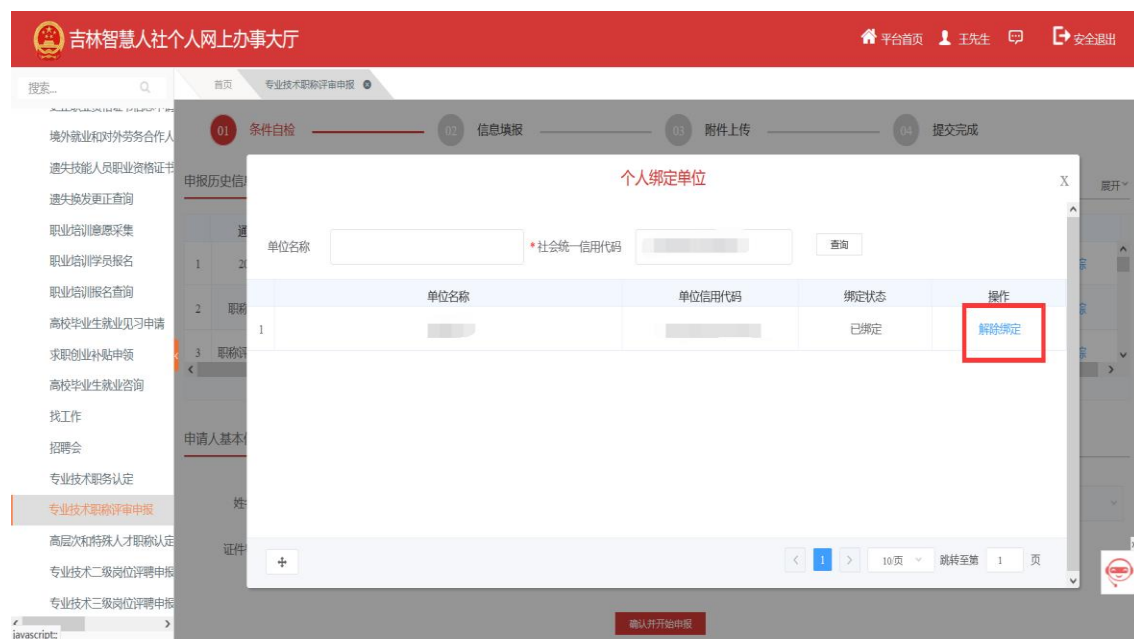 吉林智慧人社个人网上办事大厅
平台首页 王先生 安全退出
搜索...
首页 专业技术职称评审申报
01 条件自检 02 信息填报 03 附件上传 04 提交完成
境外就业和对外劳务合作人
遗失技能人员职业资格证书
遗失换发更正查询
职业培训意愿采集
职业培训学员报名
职业培训报名查询
高校毕业生就业见习申请
求职创业补贴申领
高校毕业生就业咨询
找工作
招聘会
专业技术职务认定
专业技术职称评审申报
高层次和特殊人才职称认定
专业技术二级岗位评聘申报
专业技术三级岗位评聘申报
javascript:;
申报历史信息
展开
通
1 20
2 职称
3 职称评
申请人基本信
姓
证件
个人绑定单位 X
单位名称 *社会统一信用代码 查询
单位名称 单位信用代码 绑定状态 操作
1 已绑定 解除绑定
< 1 > 10/页 跳转至第 1 页
确认并开始申报